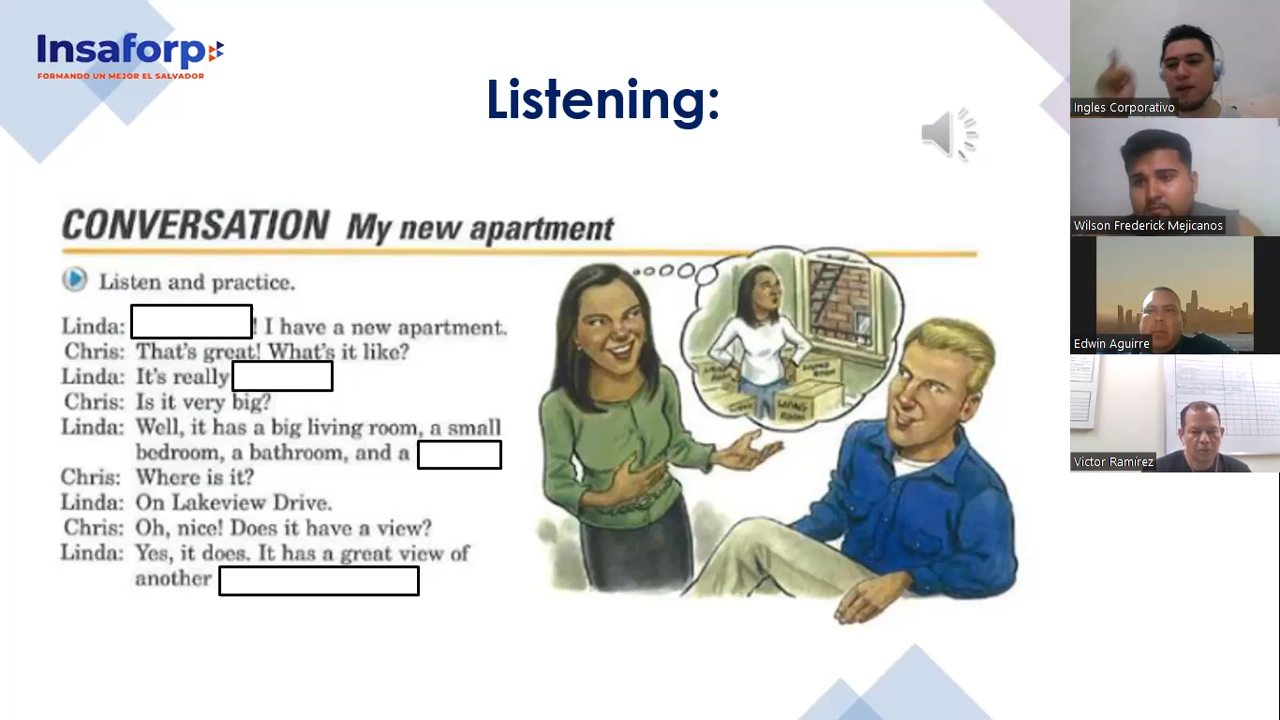 Insaforp
FORMANDO UN MEJOR EL SALVADOR
Listening:
CONVERSATION My new apartment
Listen and practice.
Linda: ! I have a new apartment.
Chris: That's great! What's it like?
Linda: It's really
Chris: Is it very big?
Linda: Well, it has a big living room, a small
bedroom, a bathroom, and a
Chris: Where is it?
Linda: On Lakeview Drive.
Chris: Oh, nice! Does it have a view?
Linda: Yes, it does. It has a great view of
another
Ingles Corporativo
Wilson Frederick Mejicanos
Edwin Aguirre
Victor Ramírez